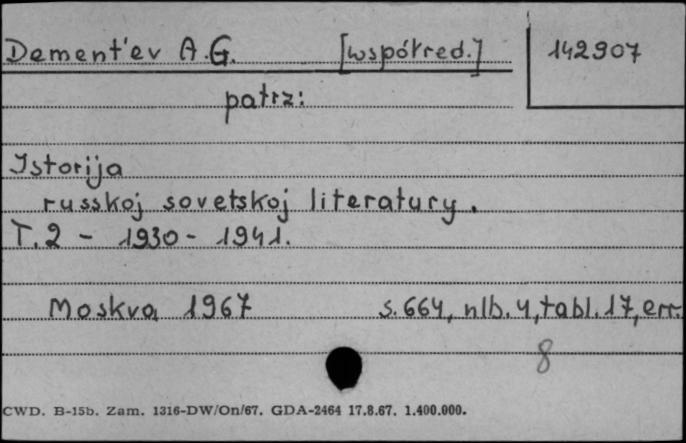 Dement'ev A.G. [współred.] 142907
patrz:
Istorija
russkoj sovetskoj literatury.
T.2 - 1930 - 1941.
Moskva 1967 s. 664, nlb. 4, tabl. 17, err.
8
CWD. B-15b. Zam. 1316-DW/On/67. GDA-2464 17.8.67. 1.400.000.